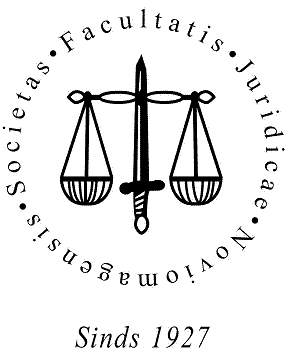 Societas • Facultatis • Juridicae • Noviomagensis •
Sinds 1927